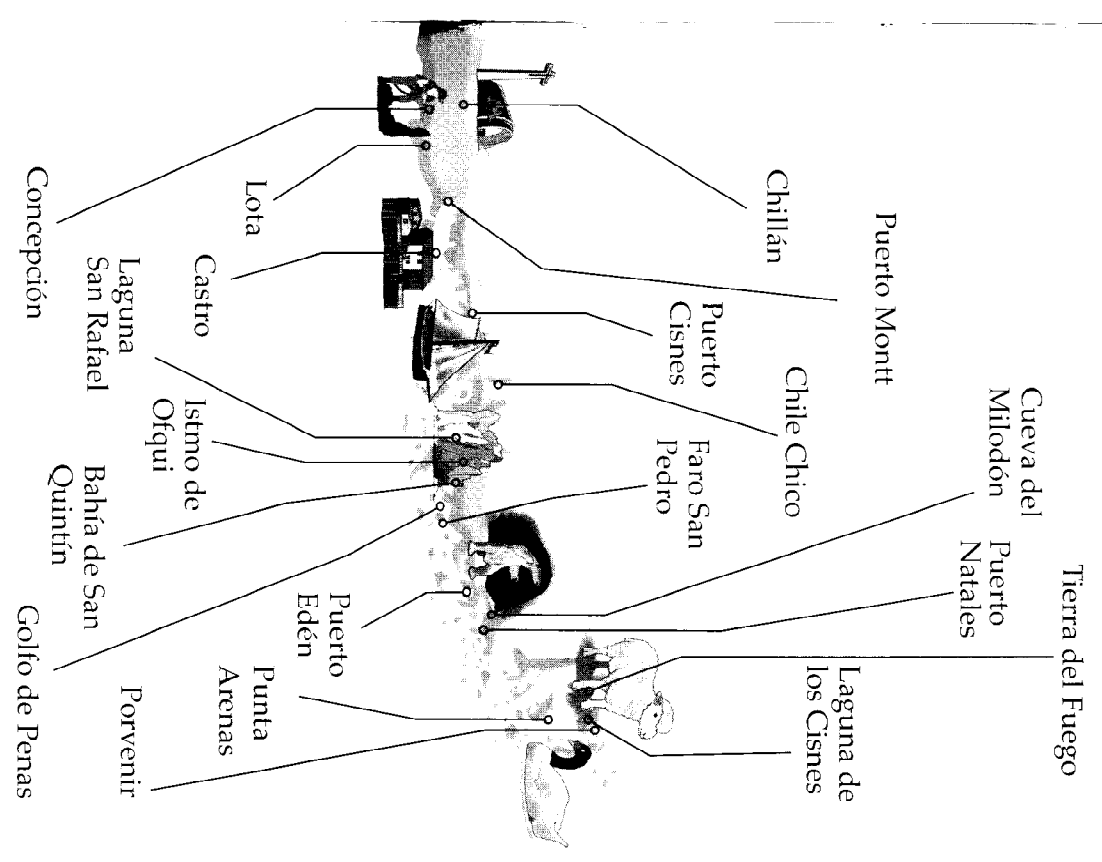 Chillán
Puerto Montt
Concepción
Lota
Castro
Puerto
Cisnes
Chile Chico
Laguna
San Rafael
Istmo de
Ofqui
Faro San
Pedro
Bahía de San
Quintín
Cueva del
Milodón
Puerto
Natales
Golfo de Penas
Puerto
Edén
Tierra del Fuego
Laguna de
los Cisnes
Punta
Arenas
Porvenir